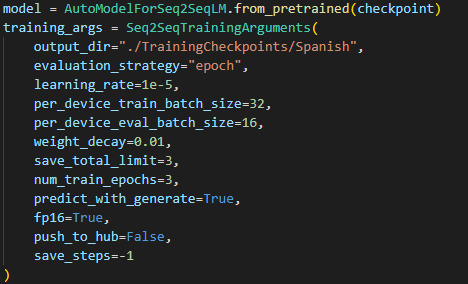 model = AutoModelForSeq2SeqLM.from_pretrained(checkpoint)
training_args = Seq2SeqTrainingArguments(
    output_dir="./TrainingCheckpoints/Spanish",
    evaluation_strategy="epoch",
    learning_rate=1e-5,
    per_device_train_batch_size=32,
    per_device_eval_batch_size=16,
    weight_decay=0.01,
    save_total_limit=3,
    num_train_epochs=3,
    predict_with_generate=True,
    fp16=True,
    push_to_hub=False,
    save_steps=-1
)